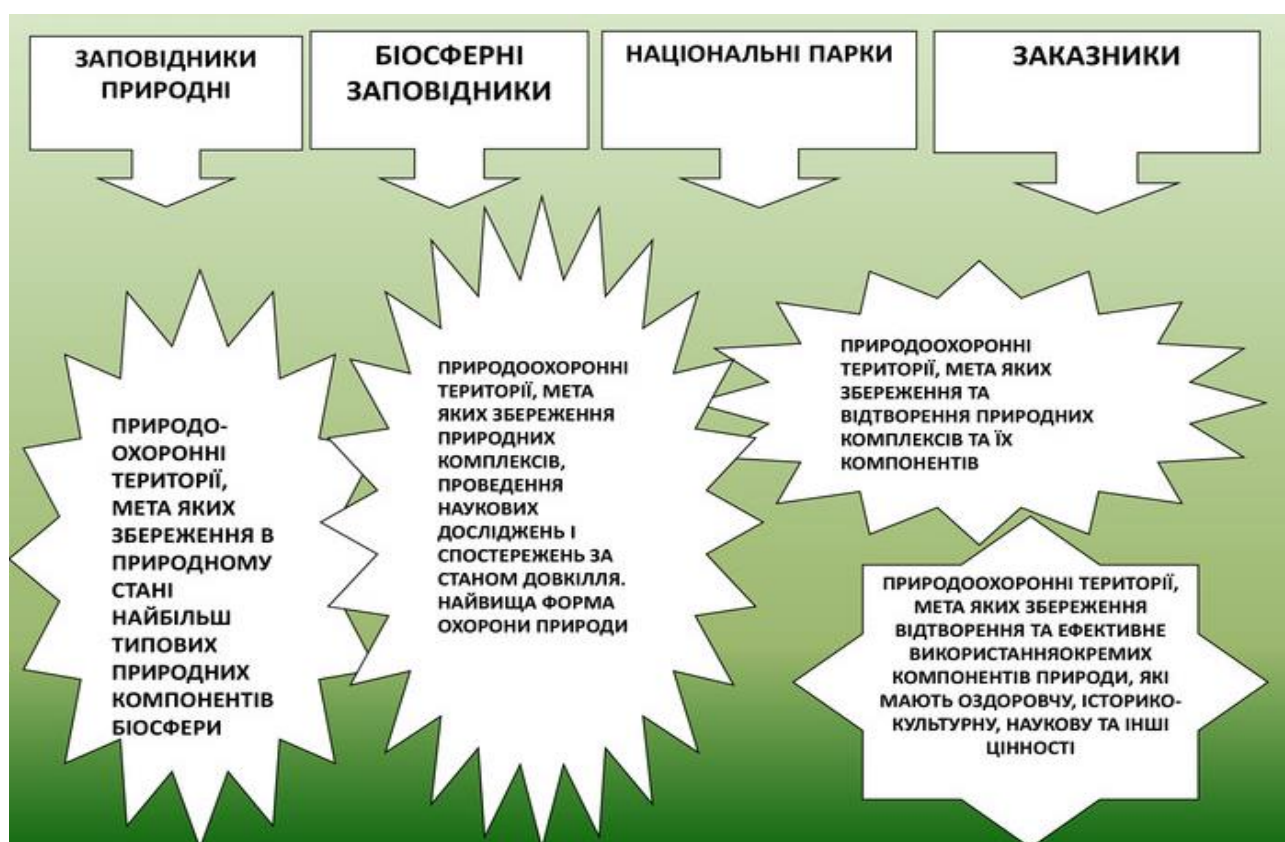 ЗАПОВІДНИКИ
ПРИРОДНІ
БІОСФЕРНІ
ЗАПОВІДНИКИ
НАЦІОНАЛЬНІ ПАРКИ
ЗАКАЗНИКИ
ПРИРОДО-
ОХОРОННІ
ТЕРИТОРІЇ,
МЕТА ЯКИХ
ЗБЕРЕЖЕННЯ В
ПРИРОДНОМУ
СТАНІ
НАЙБІЛЬШ
ТИПОВИХ
ПРИРОДНИХ
КОМПОНЕНТІВ
БІОСФЕРИ
ПРИРОДООХОРОННІ
ТЕРИТОРІЇ, МЕТА
ЯКИХ ЗБЕРЕЖЕННЯ
ПРИРОДНИХ
КОМПЛЕКСІВ,
ПРОВЕДЕННЯ
НАУКОВИХ
ДОСЛІДЖЕНЬ І
СПОСТЕРЕЖЕНЬ ЗА
СТАНОМ ДОВКІЛЛЯ.
НАЙВИЩА ФОРМА
ОХОРОНИ ПРИРОДИ
ПРИРОДООХОРОННІ
ТЕРИТОРІЇ, МЕТА ЯКИХ
ЗБЕРЕЖЕННЯ ТА
ВІДТВОРЕННЯ ПРИРОДНИХ
КОМПЛЕКСІВ ТА ЇХ
КОМПОНЕНТІВ
ПРИРОДООХОРОННІ ТЕРИТОРІЇ,
МЕТА ЯКИХ ЗБЕРЕЖЕННЯ
ВІДТВОРЕННЯ ТА ЕФЕКТИВНЕ
ВИКОРИСТАННЯОКРЕМИХ
КОМПОНЕНТІВ ПРИРОДИ, ЯКІ
МАЮТЬ ОЗДОРОВЧУ, ІСТОРИКО-
КУЛЬТУРНУ, НАУКОВУ ТА ІНШІ
ЦІННОСТІ